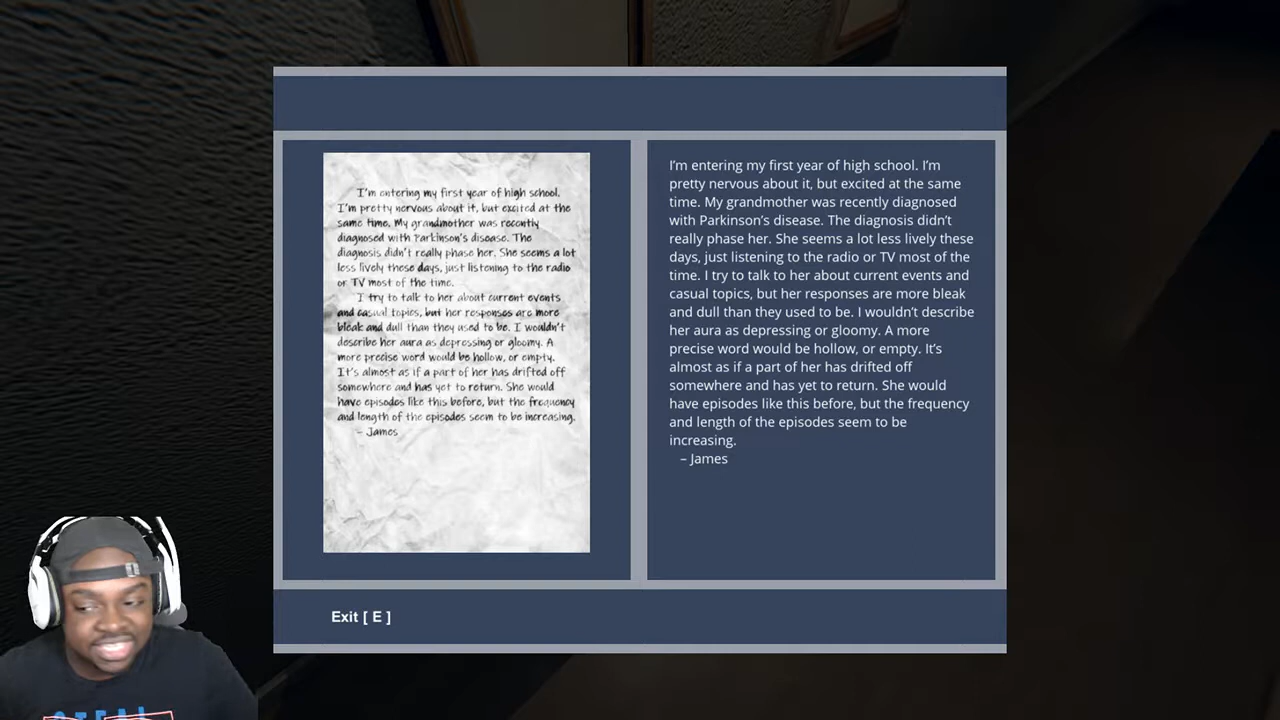 I'm entering my first year of high school.
I'm pretty nervous about it, but excited at the
same time. My grandmother was recently
diagnosed with Parkinson's disease. The
diagnosis didn't really phase her. She seems a lot
less lively these days, just listening to the radio
or TV most of the time.
I try to talk to her about current events
and casual topics, but her responses are more
bleak and dull than they used to be. I wouldn't
describe her aura as depressing or gloomy. A
more precise word would be hollow, or empty.
It's almost as if a part of her has drifted off
somewhere and has yet to return. She would
have episodes like this before, but the frequency
and length of the episodes seem to be increasing.
- James
I'm entering my first year of high school. I'm
pretty nervous about it, but excited at the same
time. My grandmother was recently diagnosed
with Parkinson's disease. The diagnosis didn't
really phase her. She seems a lot less lively these
days, just listening to the radio or TV most of the
time. I try to talk to her about current events and
casual topics, but her responses are more bleak
and dull than they used to be. I wouldn't describe
her aura as depressing or gloomy. A more
precise word would be hollow, or empty. It's
almost as if a part of her has drifted off
somewhere and has yet to return. She would
have episodes like this before, but the frequency
and length of the episodes seem to be
increasing.
– James
Exit [ E ]